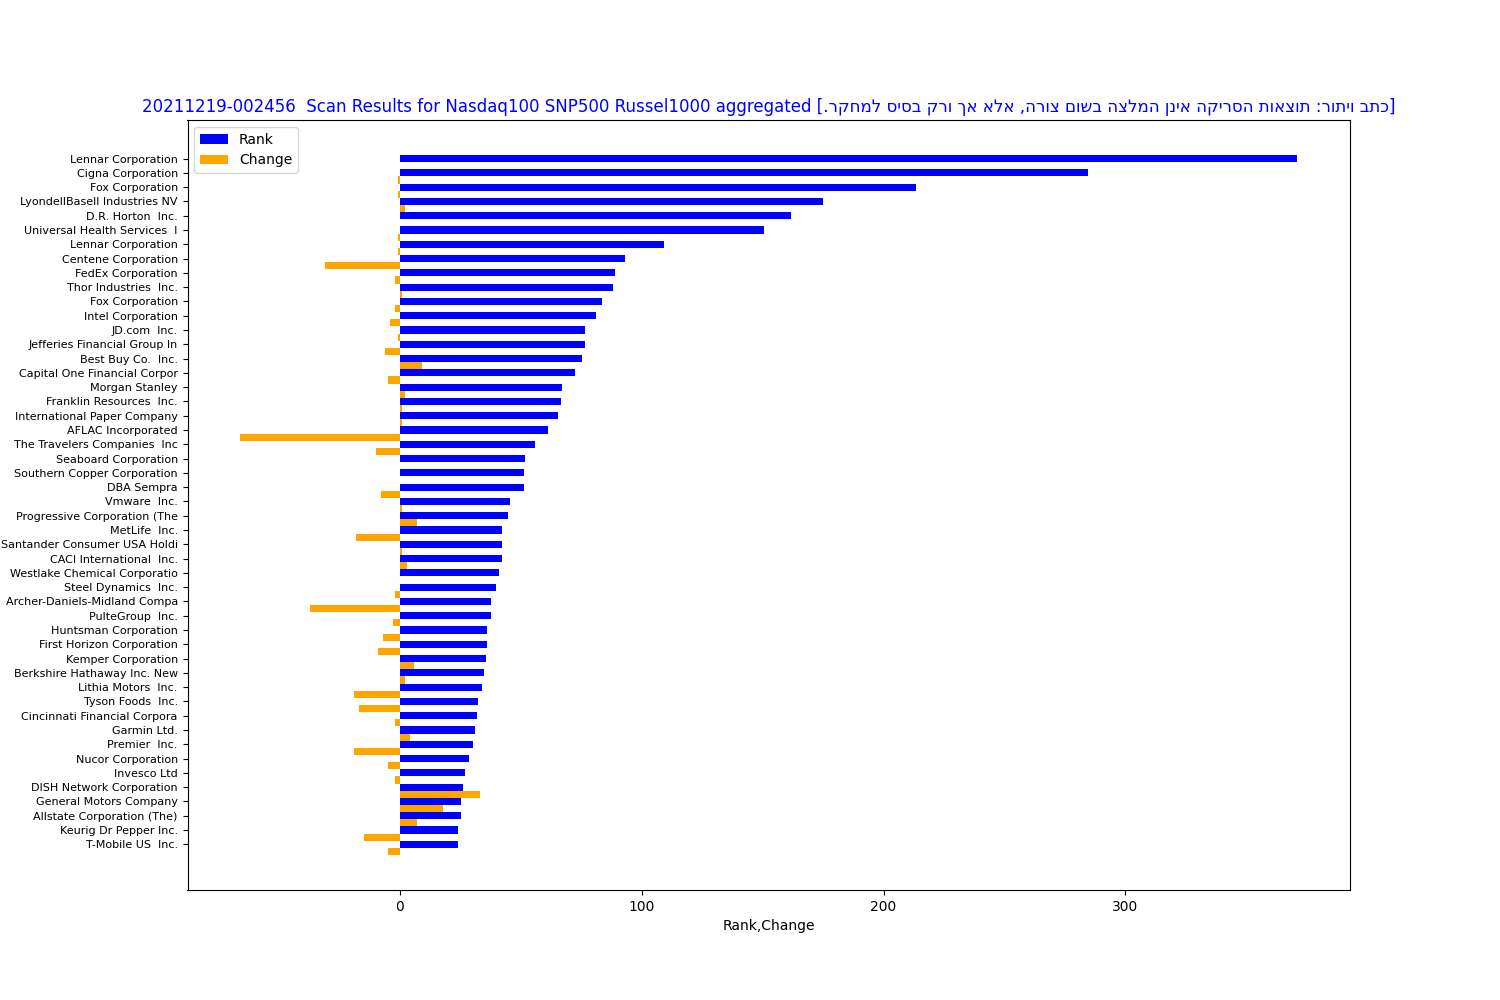 20211219-002456  Scan Results for Nasdaq100 SNP500 Russel1000 aggregated [כתב ויתור: תוצאות הסריקה אינן המלצה בשום צורה, אלא אך ורק בסיס למחקר.]
Rank
Change
Lennar Corporation
Cigna Corporation
Fox Corporation
LyondellBasell Industries NV
D.R. Horton  Inc.
Universal Health Services  I
Lennar Corporation
Centene Corporation
FedEx Corporation
Thor Industries  Inc.
Fox Corporation
Intel Corporation
JD.com  Inc.
Jefferies Financial Group In
Best Buy Co.  Inc.
Capital One Financial Corpor
Morgan Stanley
Franklin Resources  Inc.
International Paper Company
AFLAC Incorporated
The Travelers Companies  Inc
Seaboard Corporation
Southern Copper Corporation
DBA Sempra
Vmware  Inc.
Progressive Corporation (The
MetLife  Inc.
Santander Consumer USA Holdi
CACI International  Inc.
Westlake Chemical Corporatio
Steel Dynamics  Inc.
Archer-Daniels-Midland Compa
PulteGroup  Inc.
Huntsman Corporation
First Horizon Corporation
Kemper Corporation
Berkshire Hathaway Inc. New
Lithia Motors  Inc.
Tyson Foods  Inc.
Cincinnati Financial Corpora
Garmin Ltd.
Premier  Inc.
Nucor Corporation
Invesco Ltd
DISH Network Corporation
General Motors Company
Allstate Corporation (The)
Keurig Dr Pepper Inc.
T-Mobile US  Inc.
0 100 200 300
Rank,Change